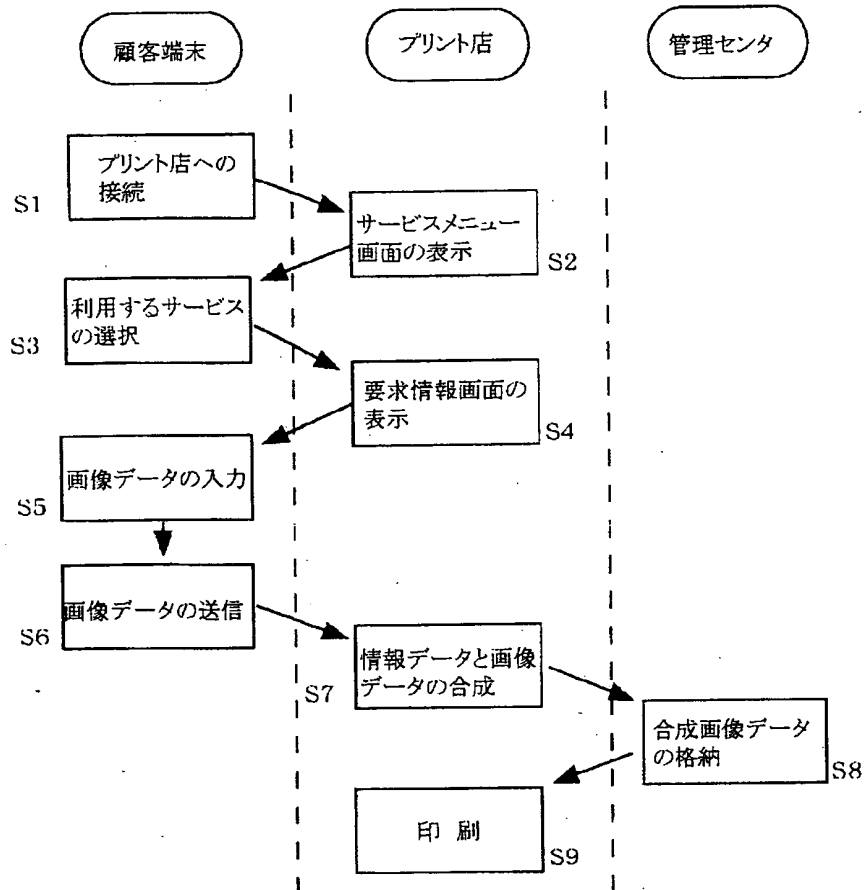 顧客端末
プリント店
管理センタ
プリント店への
接続
S1
サービスメニュー
画面の表示
S2
利用するサービス
の選択
S3
要求情報画面の
表示
S4
画像データの入力
S5
画像データの送信
S6
情報データと画像
データの合成
S7
合成画像データ
の格納
S8
印 刷
S9